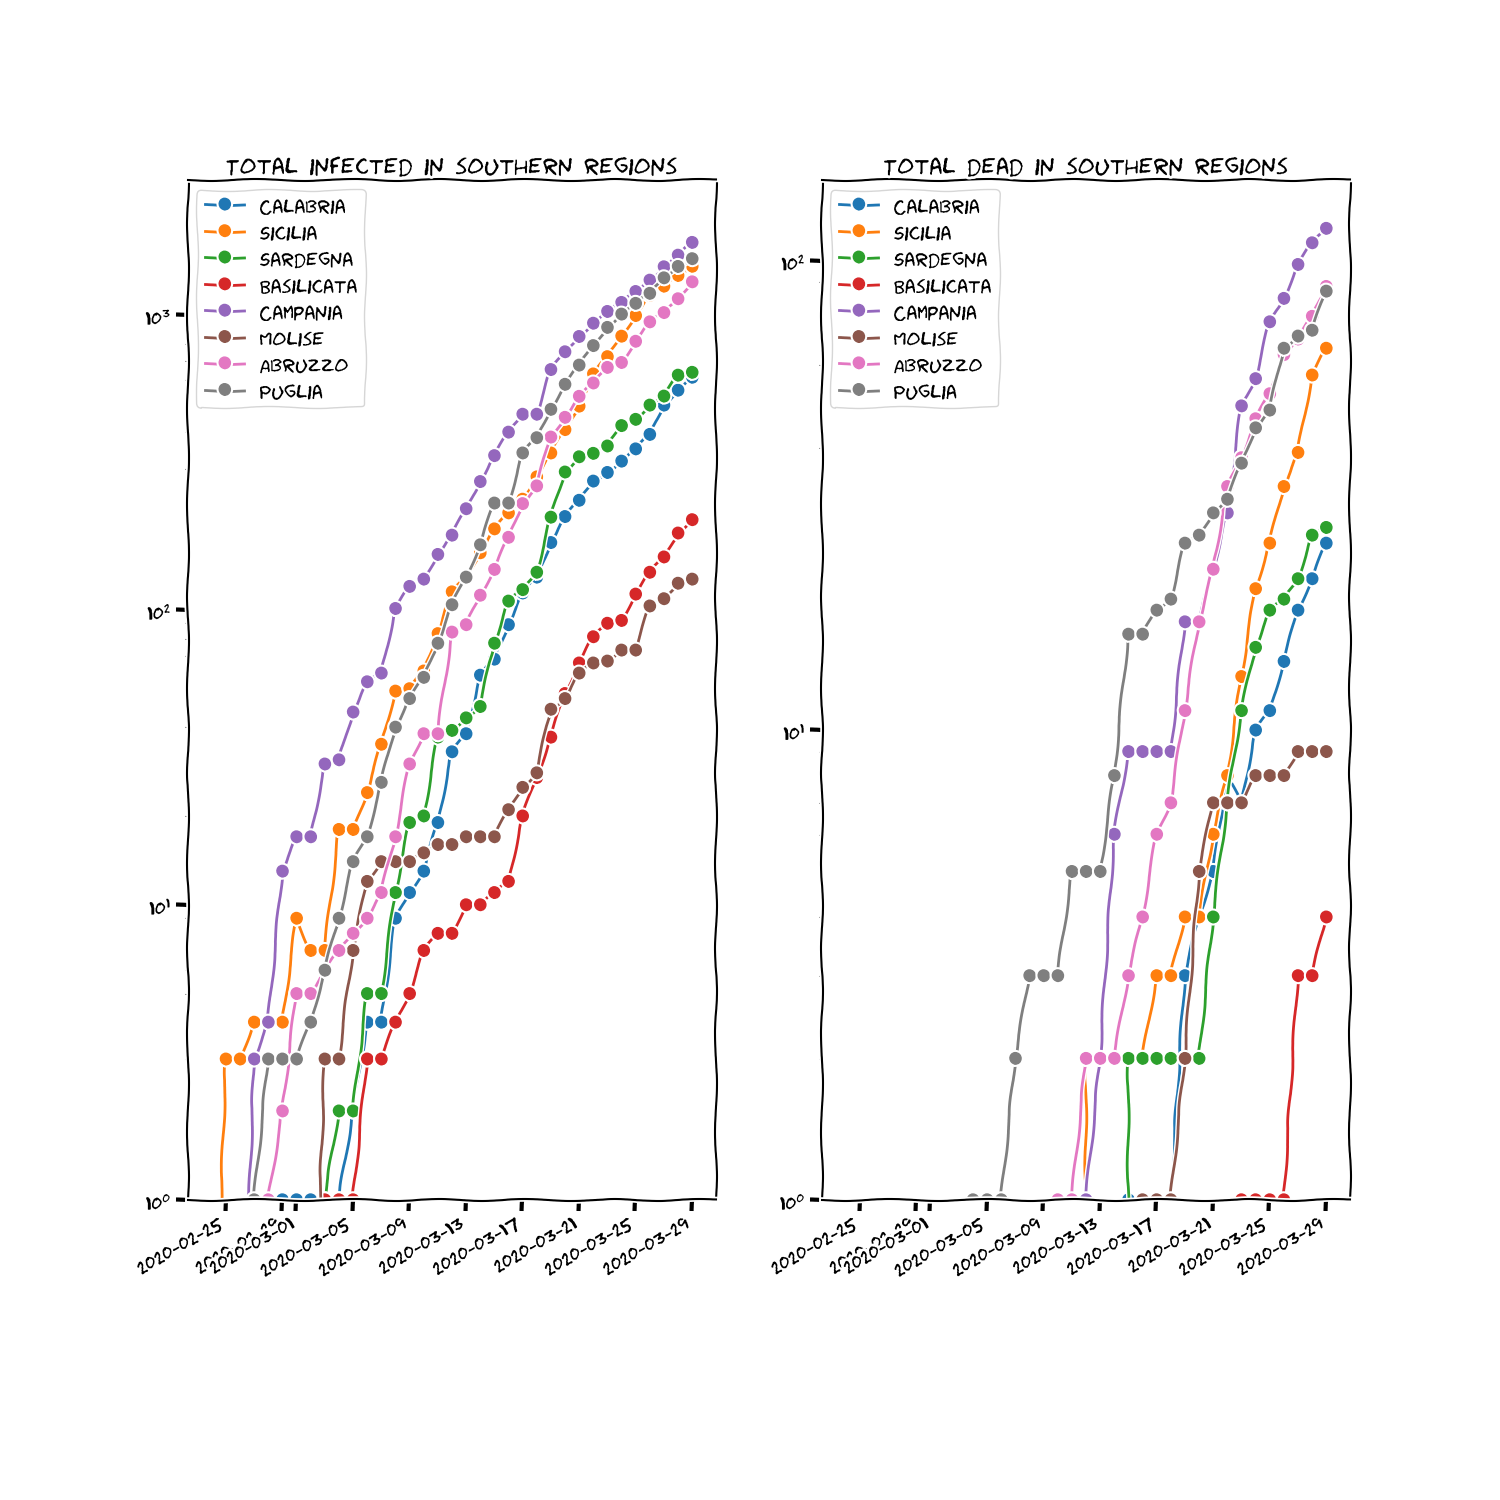 TOTAL INFECTED IN SOUTHERN REGIONS
CALABRIA
SICILIA
SARDEGNA
BASILICATA
CAMPANIA
MOLISE
ABRUZZO
PUGLIA
10³
10²
10¹
10⁰
2020-02-25
2020-03-01
2020-03-05
2020-03-09
2020-03-13
2020-03-17
2020-03-21
2020-03-25
2020-03-29
TOTAL DEAD IN SOUTHERN REGIONS
CALABRIA
SICILIA
SARDEGNA
BASILICATA
CAMPANIA
MOLISE
ABRUZZO
PUGLIA
10²
10¹
10⁰
2020-02-25
2020-03-01
2020-03-05
2020-03-09
2020-03-13
2020-03-17
2020-03-21
2020-03-25
2020-03-29